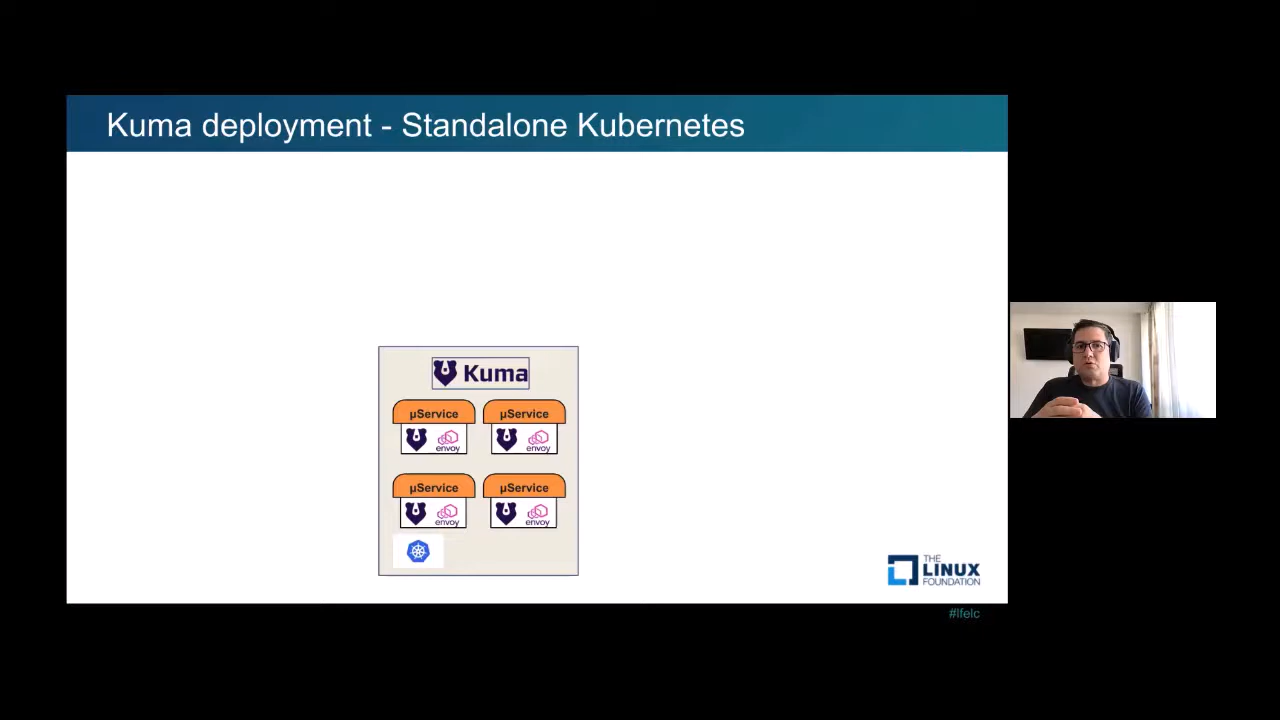 Kuma deployment - Standalone Kubernetes
Kuma
µService
µService
envoy
envoy
µService
µService
envoy
envoy
THE
LINUX
FOUNDATION
#lfelc